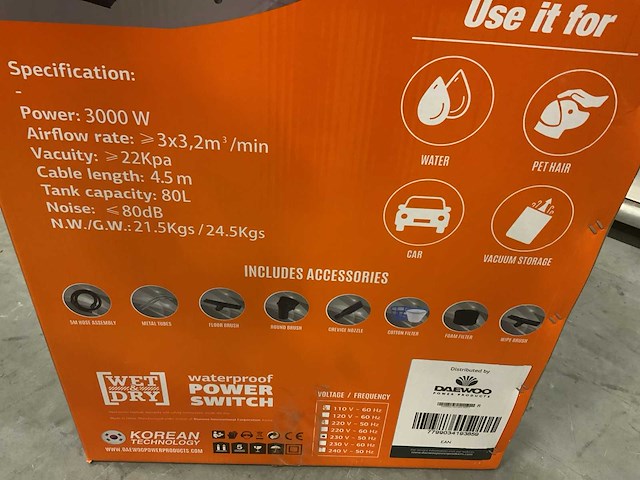 Use it for
Specification:
-
Power: 3000 W
Airflow rate: ⩾3x3,2m³/min
Vacuity: ⩾22Kpa
Cable length: 4.5 m
Tank capacity: 80L
Noise: ⩽80dB
N.W./G.W.: 21.5Kgs / 24.5Kgs
WATER
PET HAIR
CAR
VACUUM STORAGE
INCLUDES ACCESSORIES
5M HOSE ASSEMBLY
METAL TUBES
FLOOR BRUSH
ROUND BRUSH
CREVICE NOZZLE
COTTON FILTER
FOAM FILTER
WIPE BRUSH
WET
&
DRY
waterproof
POWER
SWITCH
KOREAN
TECHNOLOGY
WWW.DAEWOOPOWERPRODUCTS.COM
VOLTAGE / FREQUENCY
110 V - 60 Hz
120 V - 60 Hz
220 V - 50 Hz
220 V - 60 Hz
230 V - 50 Hz
230 V - 60 Hz
240 V - 50 Hz
Distributed by
DAEWOO
POWER PRODUCTS
EAN